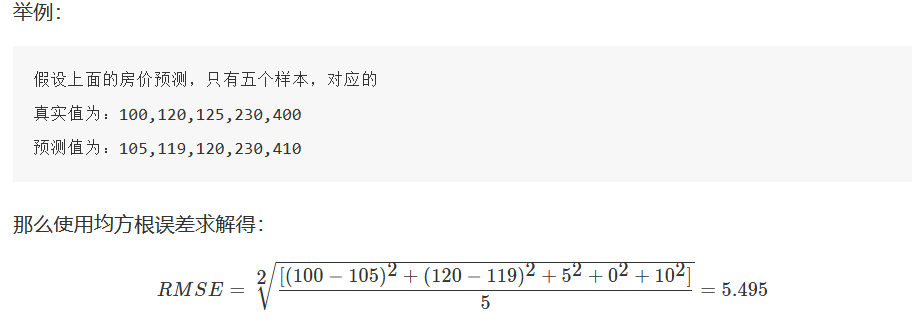 举例：
假设上面的房价预测，只有五个样本，对应的
真实值为：100,120,125,230,400
预测值为：105,119,120,230,410
那么使用均方根误差求解得：
RMSE = \sqrt[2]{\frac{[(100-105)^2+(120-119)^2+5^2+0^2+10^2]}{5}} = 5.495